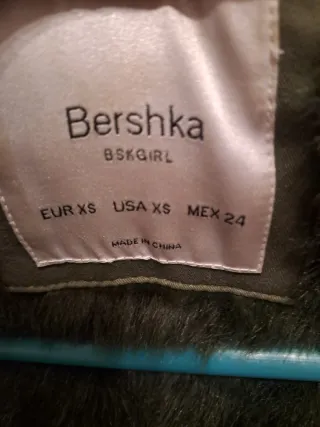 Bershka
BSKGIRL
EUR XS USA XS MEX 24
MADE IN CHINA